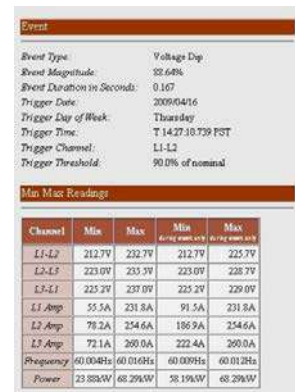 Event
Event Type: Voltage Dip
Event Magnitude: 88.64%
Event Duration in Seconds: 0.167
Trigger Date: 2009/04/16
Trigger Day of Week: Thursday
Trigger Time: T 14:27:10.739 PST
Trigger Channel: L1-L2
Trigger Threshold: 90.0% of nominal
Min Max Readings
Channel Min Max Min during event only Max during event only
L1-L2 212.7V 232.7V 212.7V 225.7V
L2-L3 223.0V 235.5V 223.0V 228.7V
L3-L1 225.2V 237.0V 225.2V 229.0V
L1 Amp 55.5A 231.8A 91.5A 231.8A
L2 Amp 78.2A 254.6A 186.9A 254.6A
L3 Amp 72.1A 260.0A 222.4A 260.0A
Frequency 60.004Hz 60.016Hz 60.009Hz 60.012Hz
Power 23.88kW 68.29kW 58.19kW 68.29kW